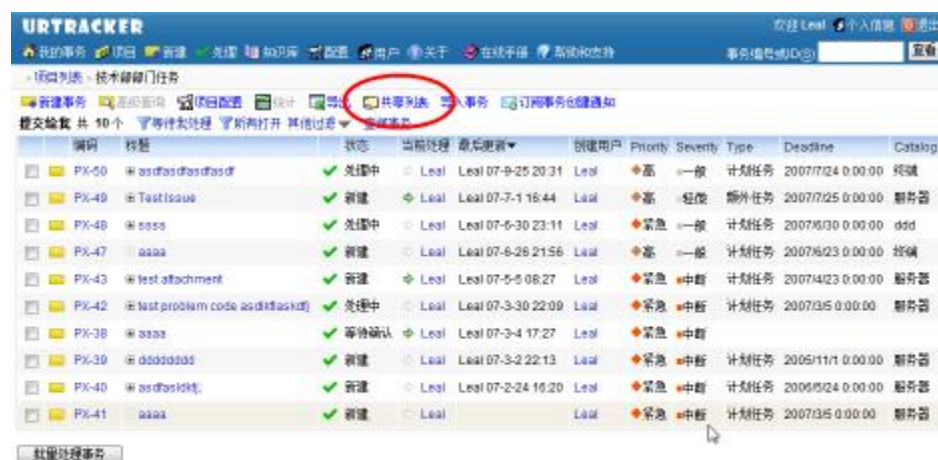 URTRACKER 欢迎 Leal 个人信息 退出
我的事务 项目 新建 处理 知识库 配置 用户 关于 在线手册 帮助和支持 事务编号或ID(S) 查看
项目列表 技术部部门任务
新建事务 高级查询 项目配置 统计 导出 共享列表 导入事务 订阅事务创建通知
提交给我 共 10个 等待我处理 所有打开 其他过滤
编码 标题 状态 当前处理 最后更新 创建用户 Priority Severity Type Deadline Catalog
PX-50 asdfasdfasdfasdf 处理中 Leal Leal 07-9-25 20:31 Leal 高 一般 计划任务 2007/7/24 0:00:00 终端
PX-49 Test Issue 新建 Leal Leal 07-7-1 16:44 Leal 高 轻微 额外任务 2007/7/25 0:00:00 服务器
PX-48 ssss 处理中 Leal Leal 07-6-30 23:11 Leal 紧急 一般 计划任务 2007/6/30 0:00:00 ddd
PX-47 aaaa 新建 Leal Leal 07-6-26 21:56 Leal 高 一般 计划任务 2007/6/23 0:00:00 终端
PX-43 test attachment 新建 Leal Leal 07-5-5 08:27 Leal 紧急 中断 计划任务 2007/4/23 0:00:00 服务器
PX-42 test problem code 处理中 Leal Leal 07-3-30 22:09 Leal 紧急 中断 计划任务 2007/3/5 0:00:00 服务器
PX-38 aaaa 等待确认 Leal Leal 07-3-4 17:27 Leal 紧急 中断
PX-39 dddddddd 新建 Leal Leal 07-3-2 22:13 Leal 紧急 中断 计划任务 2005/11/1 0:00:00 服务器
PX-40 新建 Leal Leal 07-2-24 16:20 Leal 紧急 中断 计划任务 2006/5/24 0:00:00 服务器
PX-41 aaaa 新建 Leal Leal 紧急 中断 计划任务 2007/3/5 0:00:00 服务器
批量处理事务